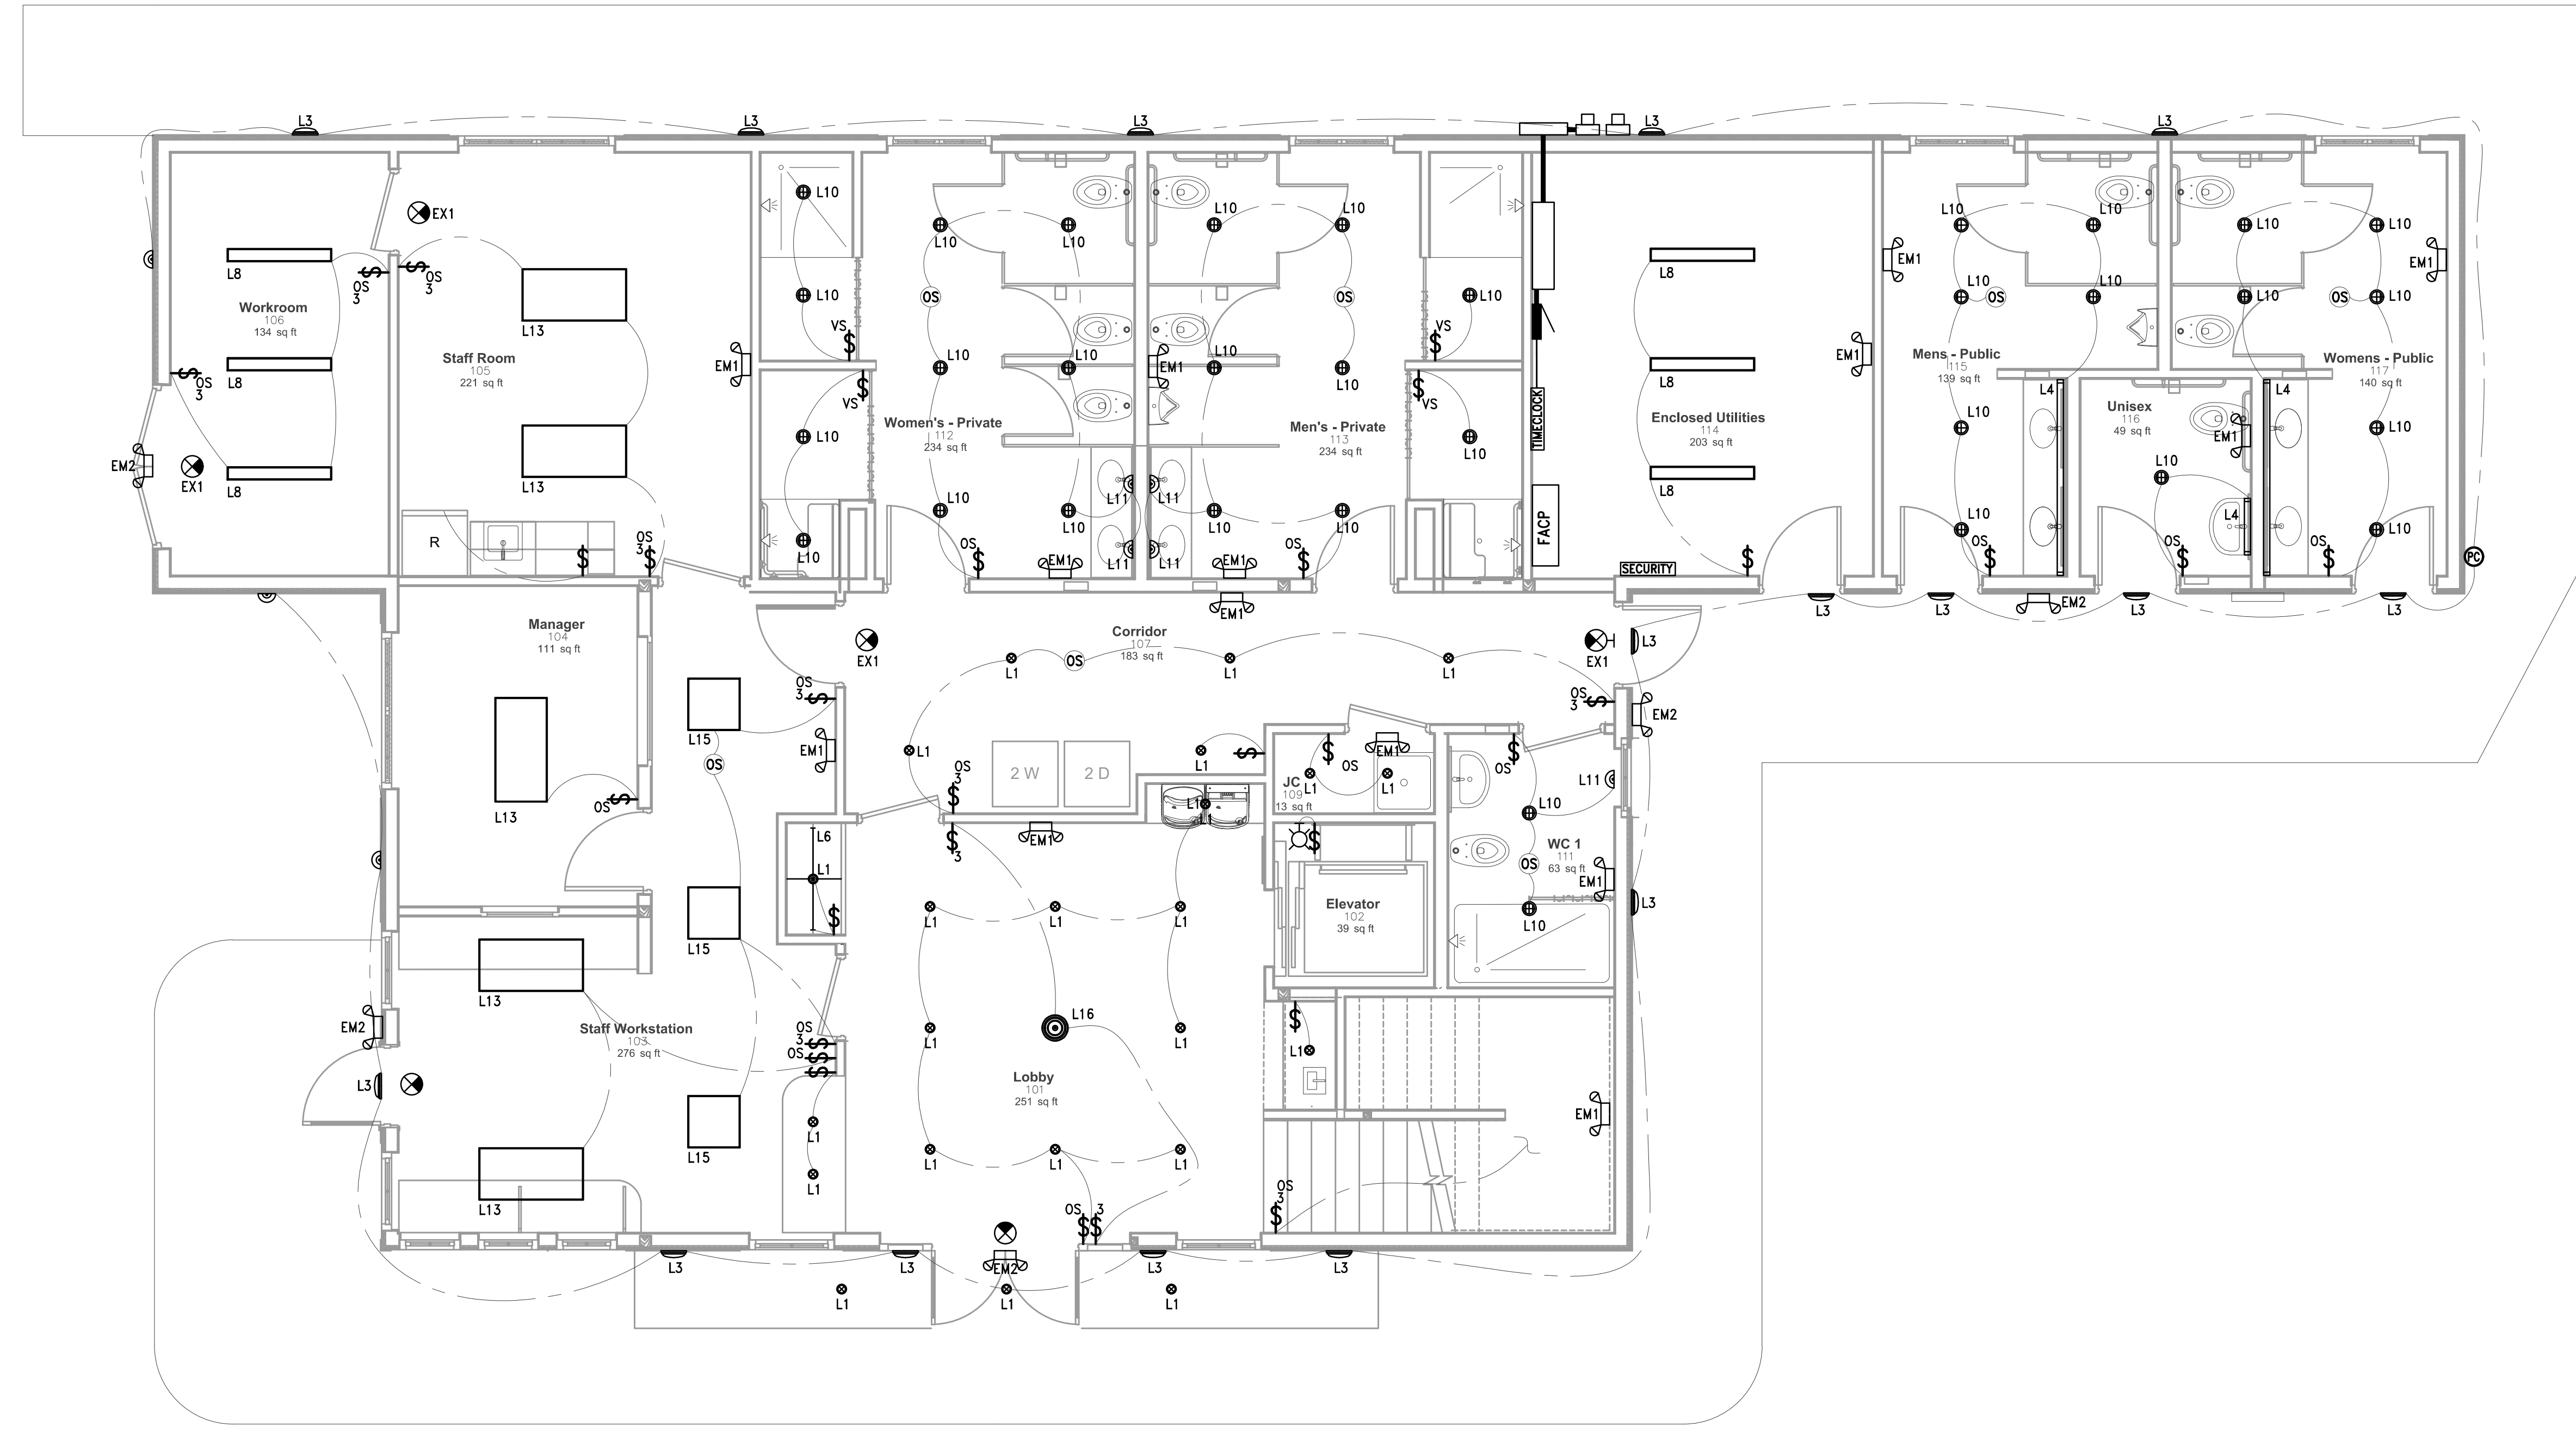 L3
L3
L3
L3
L3
EX1
L10
L10
L10
L10
L10
L10
L10
L10
L10
L8
OS
3
OS
3
L13
L10
OS
OS
L10
L8
EM1
L10
OS
L10
L10
OS
L10
EM1
Workroom
106
134 sq ft
Staff Room
105
221 sq ft
EM1
VS
L10
L10
EM1
L10
L10
VS
EM1
Mens - Public
115
139 sq ft
Womens - Public
117
140 sq ft
L8
OS
3
L8
VS
VS
L4
L4
TIMECLOCK
Women's - Private
112
234 sq ft
Men's - Private
113
234 sq ft
Enclosed Utilities
114
203 sq ft
Unisex
116
49 sq ft
L10
L10
L10
L10
EM1
EM2
EX1
L8
L13
L10
L10
L11
L11
L10
L10
L8
L10
L10
L4
L10
R
OS
3
L10
OS
L11
EM1
L11
EM1
OS
FACP
SECURITY
OS
OS
OS
PC
EM1
L3
L3
EM2
L3
L3
Manager
104
111 sq ft
Corridor
107
183 sq ft
EX1
L1
OS
L1
L1
EX1
L3
L15
OS
3
OS
3
EM2
OS
EM1
L1
2 W
2 D
L1
EM1
OS
OS
OS
3
JC
109
13 sq ft
L1
L1
L11
OS
L13
L1
L10
3
EM1
L6
L1
WC 1
111
63 sq ft
OS
EM1
L15
L1
L1
L1
Elevator
102
39 sq ft
L10
L3
L13
L16
EM2
Staff Workstation
103
276 sq ft
OS
3
OS
L1
L1
L1
L3
Lobby
101
251 sq ft
EM1
L1
L1
L1
L1
L15
L1
L13
OS
3
OS
3
L3
L3
EM2
L3
L3
L1
L1
L1